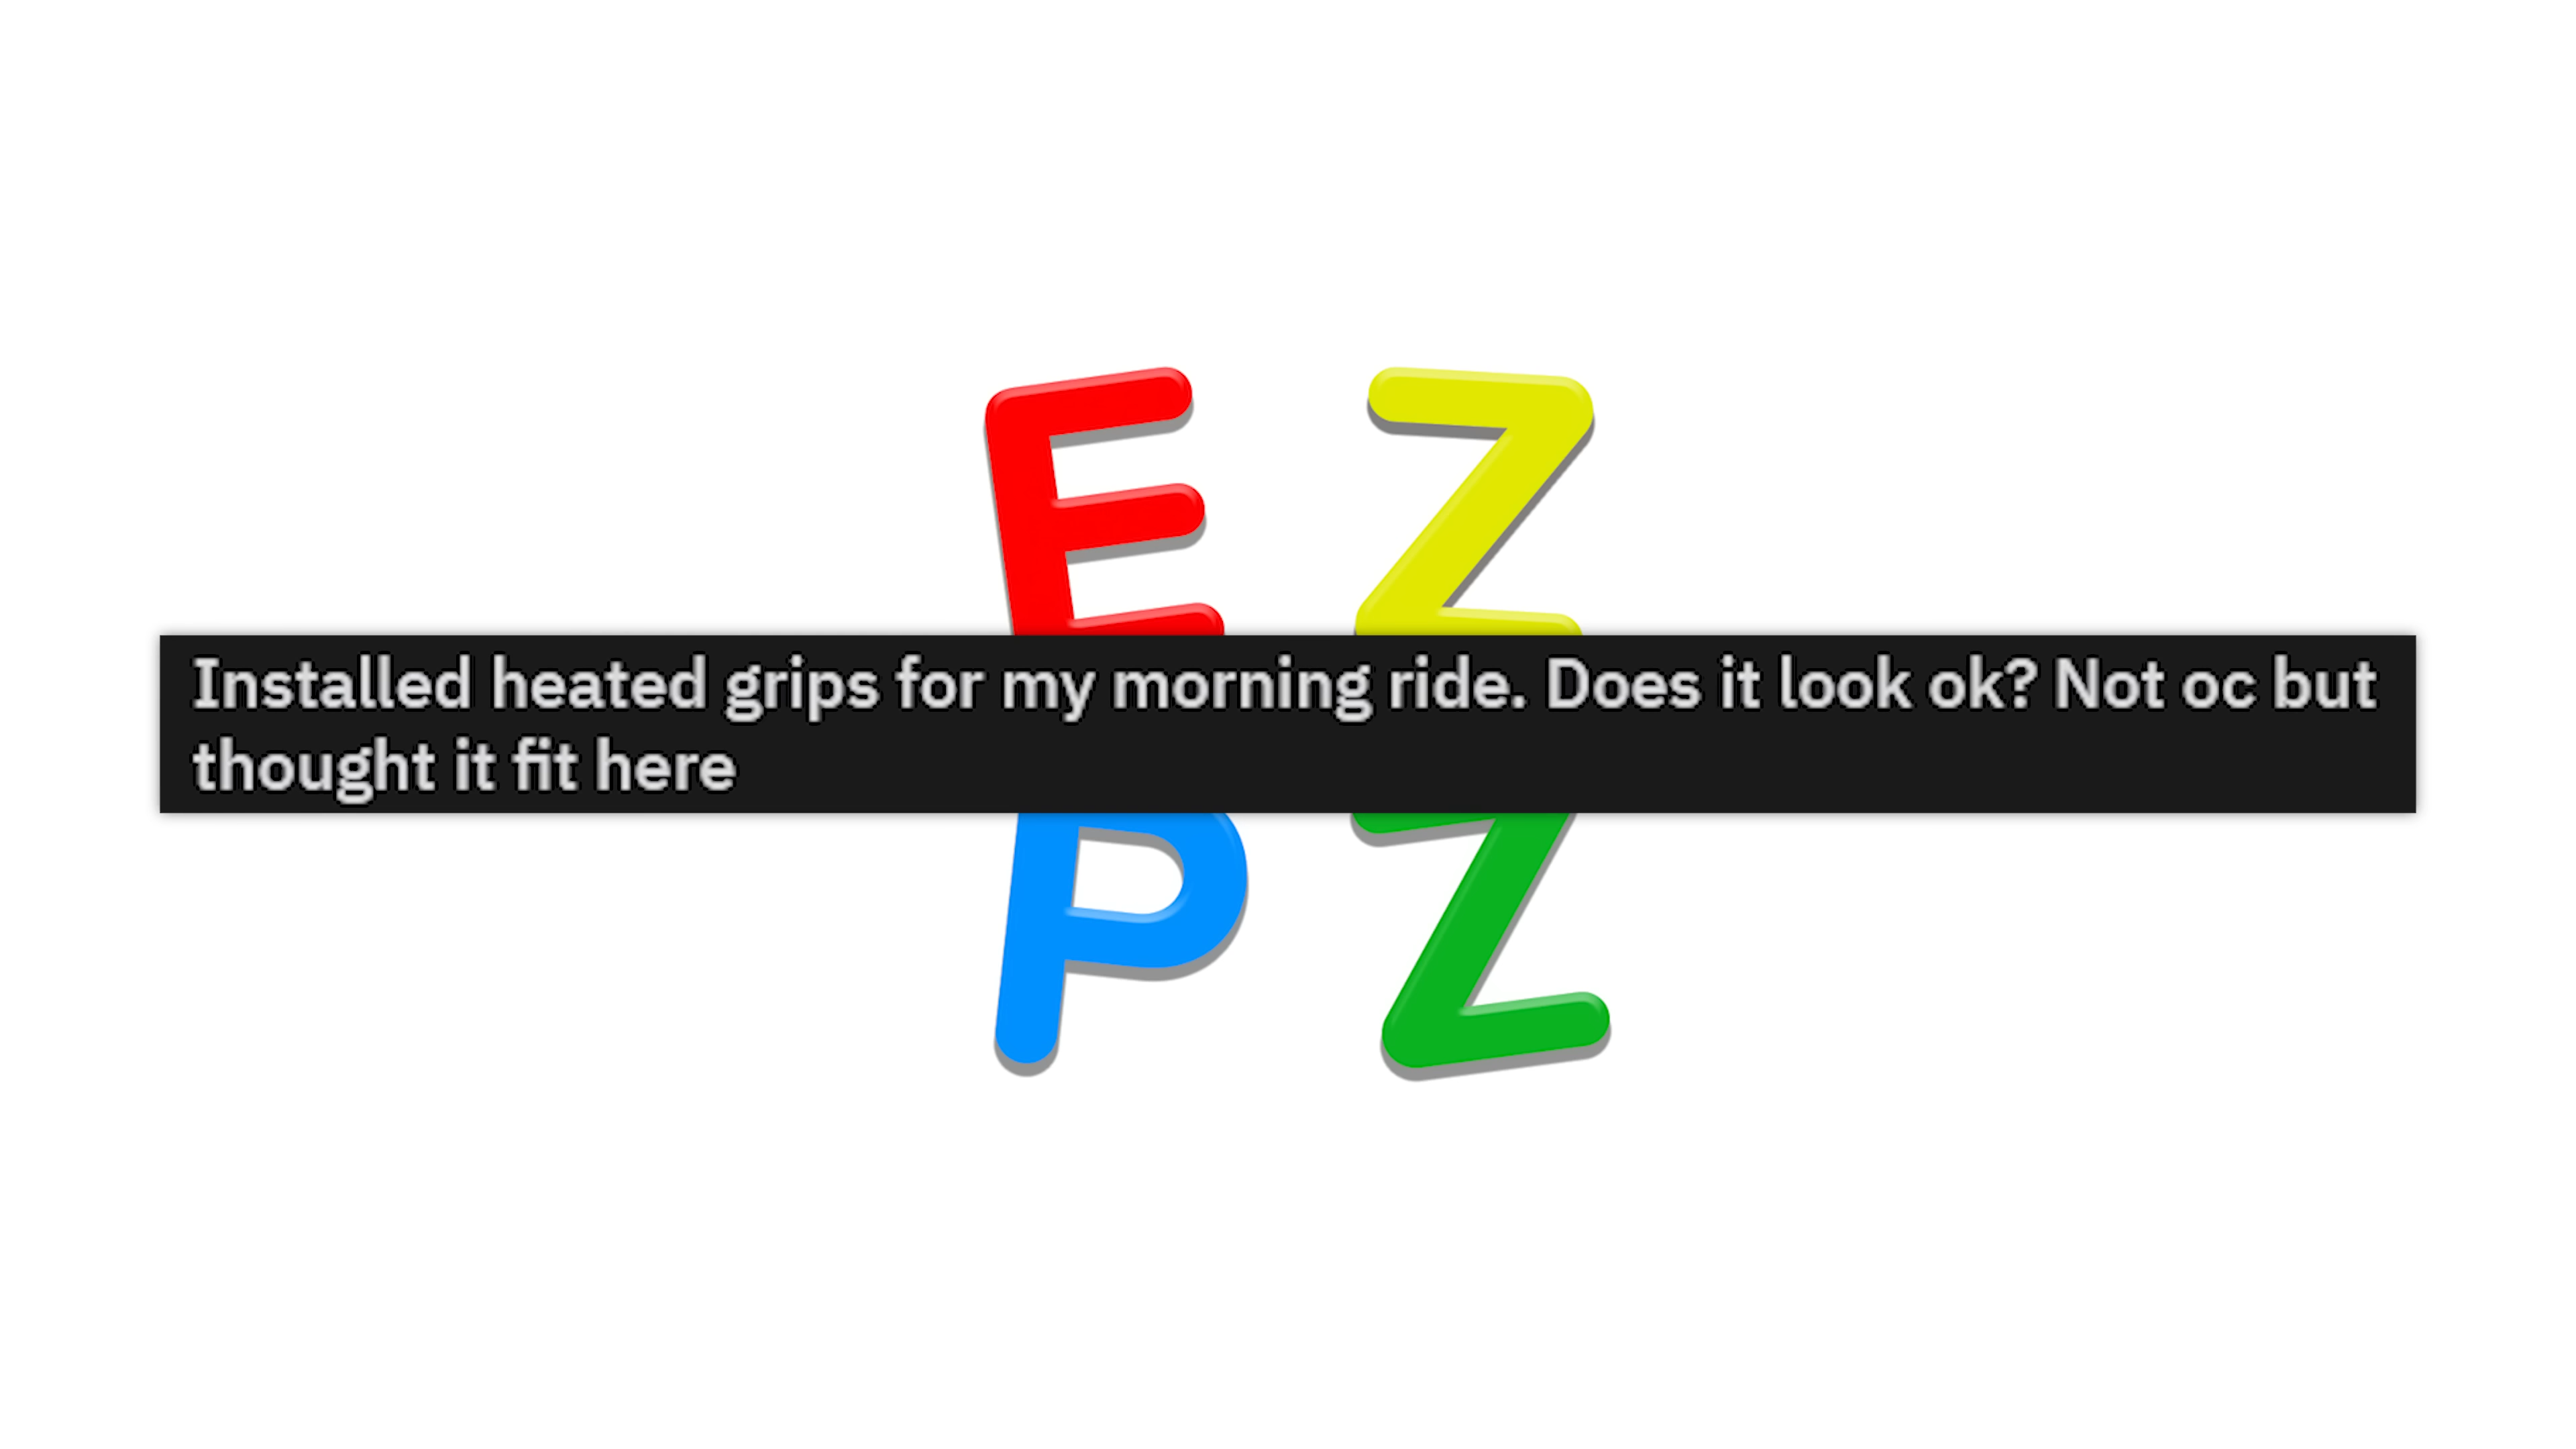 E Z
Installed heated grips for my morning ride. Does it look ok? Not oc but
thought it fit here
P Z